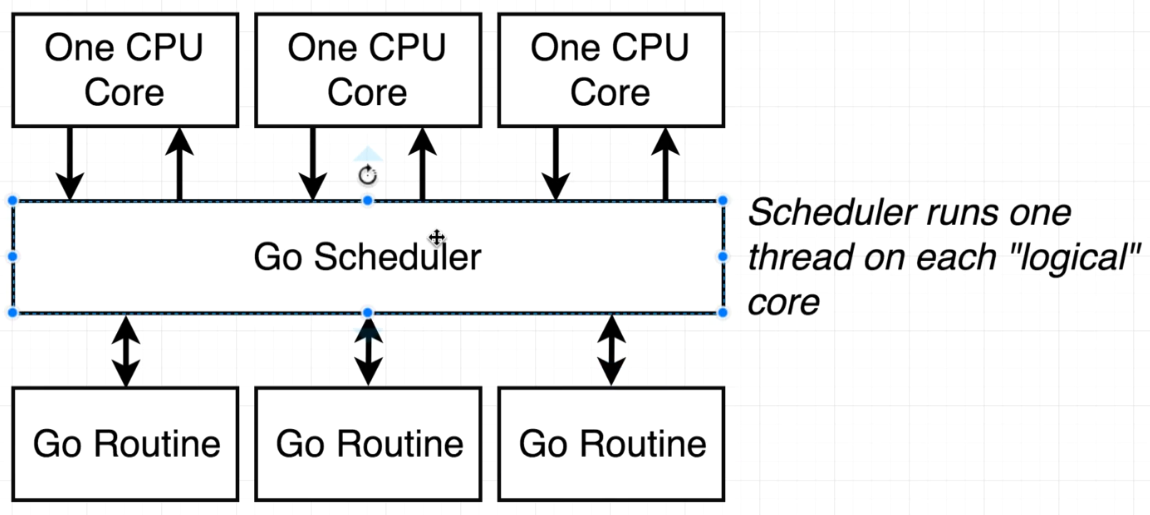 One CPU
Core
One CPU
Core
One CPU
Core
Go Scheduler
Scheduler runs one
thread on each "logical"
core
Go Routine
Go Routine
Go Routine